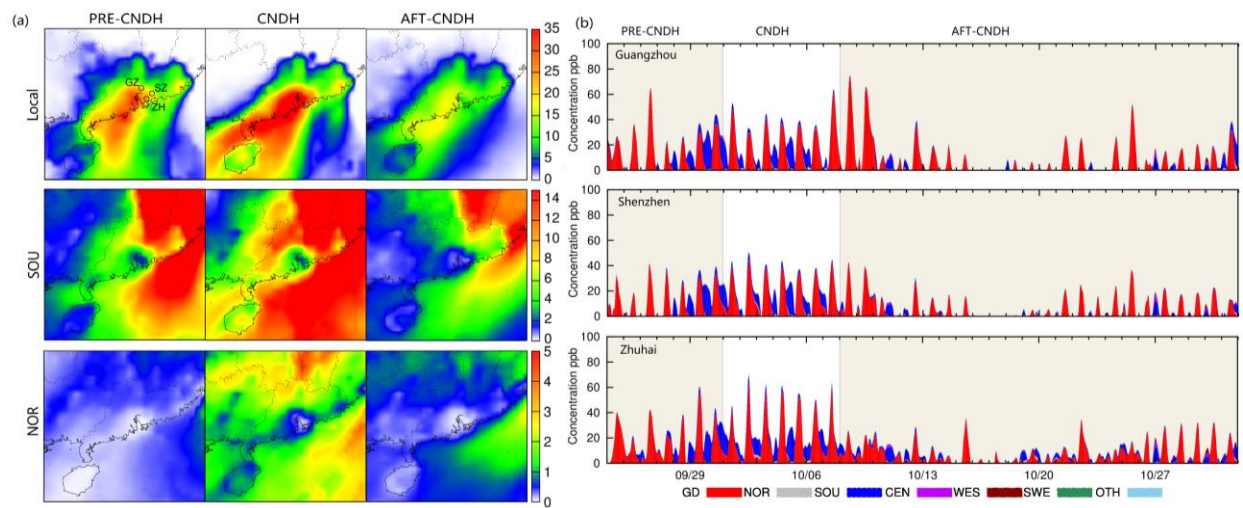 (a)
PRE-CNDH CNDH AFT-CNDH
Local
GZ
SZ
ZH
35
30
25
20
15
10
5
0
SOU
14
12
10
8
6
4
2
0
NOR
5
4
3
2
1
0
(b)
PRE-CNDH CNDH AFT-CNDH
Guangzhou
Concentration ppb
100
80
60
40
20
0
Shenzhen
Concentration ppb
100
80
60
40
20
0
Zhuhai
Concentration ppb
100
80
60
40
20
0
09/29 10/06 10/13 10/20 10/27
GD NOR SOU CEN WES SWE OTH